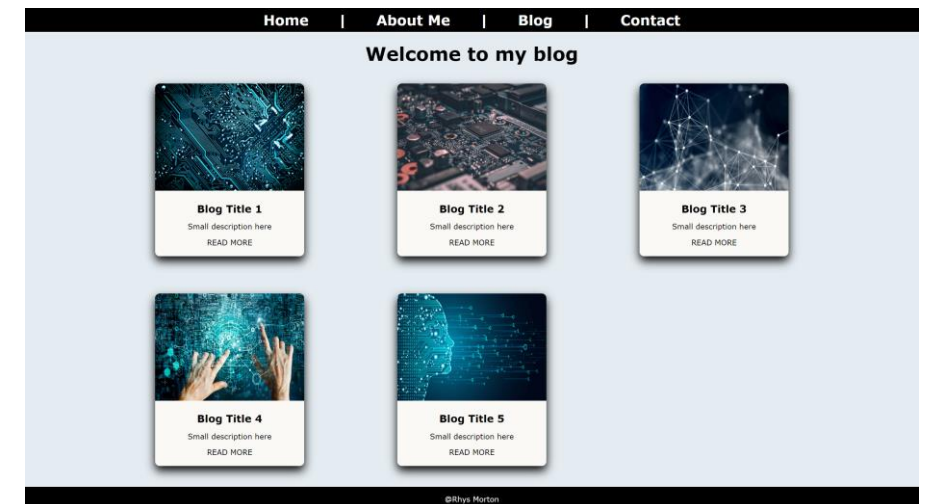 Home | About Me | Blog | Contact
Welcome to my blog
Blog Title 1
Small description here
READ MORE
Blog Title 2
Small description here
READ MORE
Blog Title 3
Small description here
READ MORE
Blog Title 4
Small description here
READ MORE
Blog Title 5
Small description here
READ MORE
@Rhys Morton